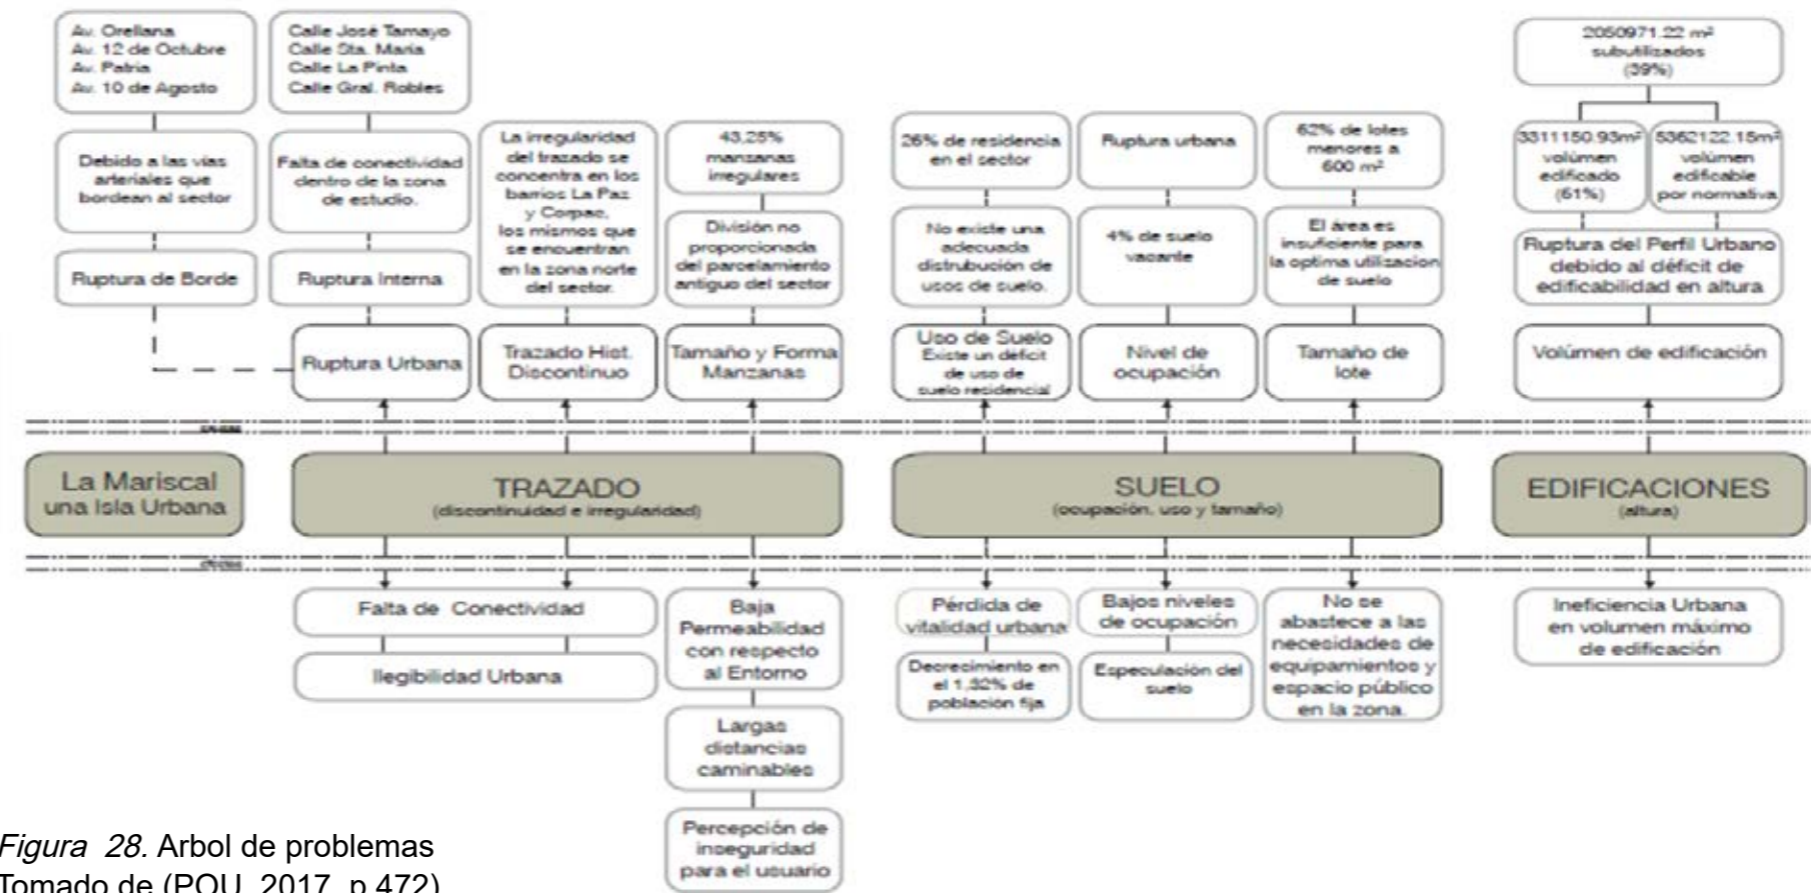 Av. Orellana
Av. 12 de Octubre
Av. Patria
Av. 10 de Agosto
Debido a las vías
arteriales que
bordean al sector
Ruptura de Borde
Calle José Tamayo
Calle Sta. María
Calle La Pinta
Calle Gral. Robles
Falta de conectividad
dentro de la zona
de estudio.
Ruptura Interna
Ruptura Urbana
La irregularidad
del trazado se
concentra en los
barrios La Paz
y Corpac,
los mismos que
se encuentran
en la zona norte
del sector.
Trazado Hist.
Discontinuo
43,25%
manzanas
irregulares
División no
proporcionada
del parcelamiento
antiguo del sector
Tamaño y Forma
Manzanas
26% de residencia
en el sector
No existe una
adecuada
distrubución de
usos de suelo.
Uso de Suelo
Existe un déficit
de uso de
suelo residencial
Ruptura urbana
4% de suelo
vacante
Nivel de
ocupación
62% de lotes
menores a
600 m²
El área es
insuficiente para
la optima utilizacion
de suelo
Tamaño de
lote
2050971.22 m²
subutilizados
(39%)
3311150.93m²
volúmen
edificado
(61%)
5362122.15m²
volúmen
edificable
por normativa
Ruptura del Perfil Urbano
debido al déficit de
edificabilidad en altura
Volúmen de edificación
La Mariscal
una Isla Urbana
TRAZADO
(discontinuidad e irregularidad)
SUELO
(ocupación, uso y tamaño)
EDIFICACIONES
(altura)
Falta de Conectividad
Ilegibilidad Urbana
Baja
Permeabilidad
con respecto
al Entorno
Largas
distancias
caminables
Percepción de
inseguridad
para el usuario
Pérdida de
vitalidad urbana
Decrecimiento en
el 1,32% de
población fija
Bajos niveles
de ocupación
Especulación del
suelo
No se
abastece a las
necesidades de
equipamientos y
espacio público
en la zona.
Ineficiencia Urbana
en volumen máximo
de edificación
Figura 28. Arbol de problemas
Tomado de (POU, 2017, p.472)